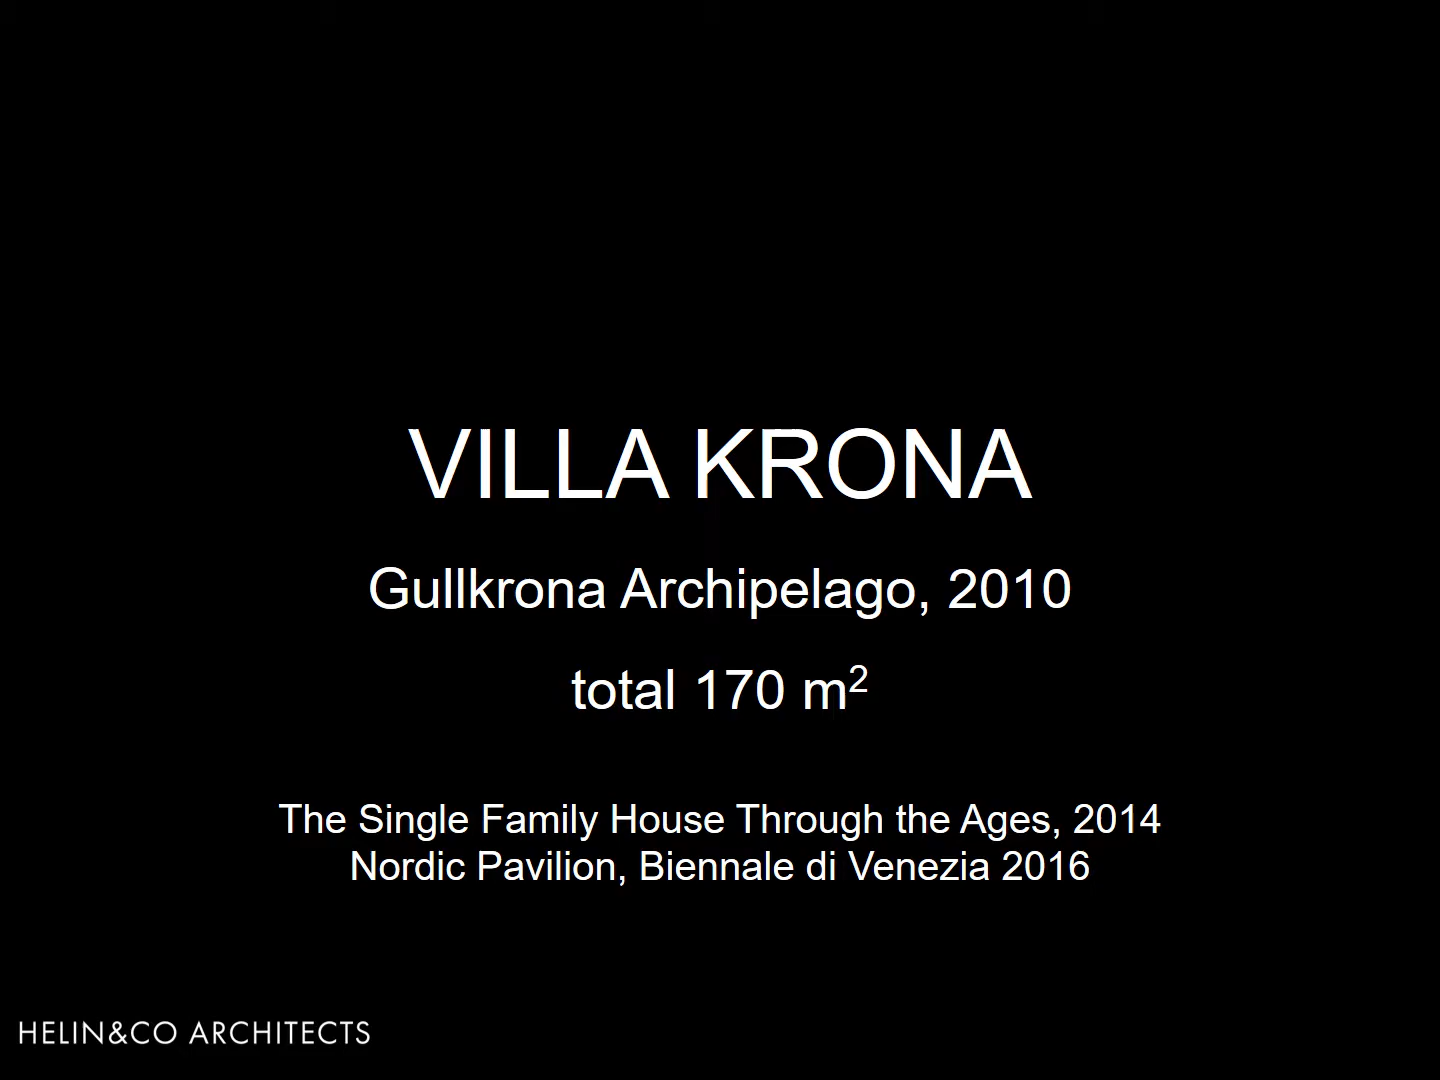 VILLA KRONA
Gullkrona Archipelago, 2010
total 170 m²
The Single Family House Through the Ages, 2014
Nordic Pavilion, Biennale di Venezia 2016
HELIN&CO ARCHITECTS